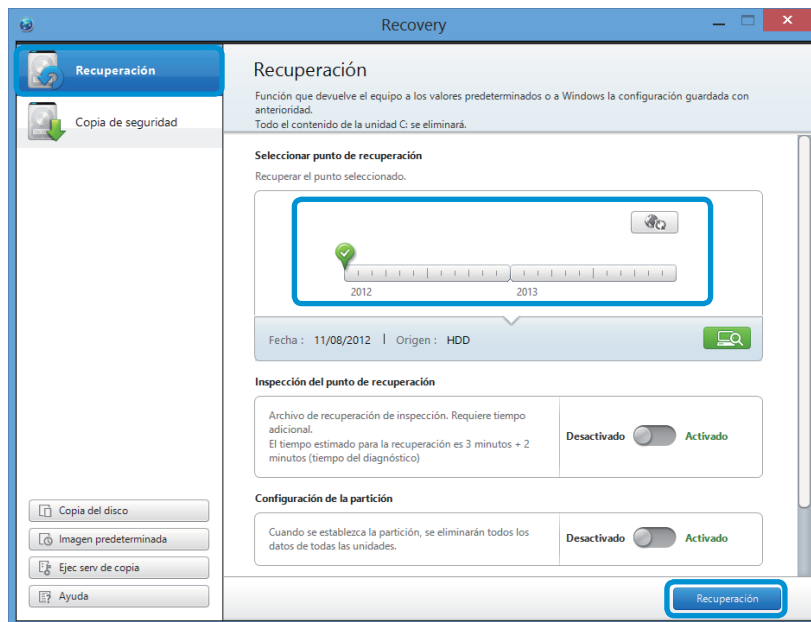 Recovery
Recuperación
Copia de seguridad
Copia del disco
Imagen predeterminada
Ejec serv de copia
Ayuda
Recuperación
Función que devuelve el equipo a los valores predeterminados o a Windows la configuración guardada con
anterioridad.
Todo el contenido de la unidad C: se eliminará.
Seleccionar punto de recuperación
Recuperar el punto seleccionado.
2012 2013
Fecha : 11/08/2012 | Origen : HDD
Inspección del punto de recuperación
Archivo de recuperación de inspección. Requiere tiempo
adicional.
El tiempo estimado para la recuperación es 3 minutos + 2
minutos (tiempo del diagnóstico)
Desactivado Activado
Configuración de la partición
Cuando se establezca la partición, se eliminarán todos los
datos de todas las unidades.
Desactivado Activado
Recuperación